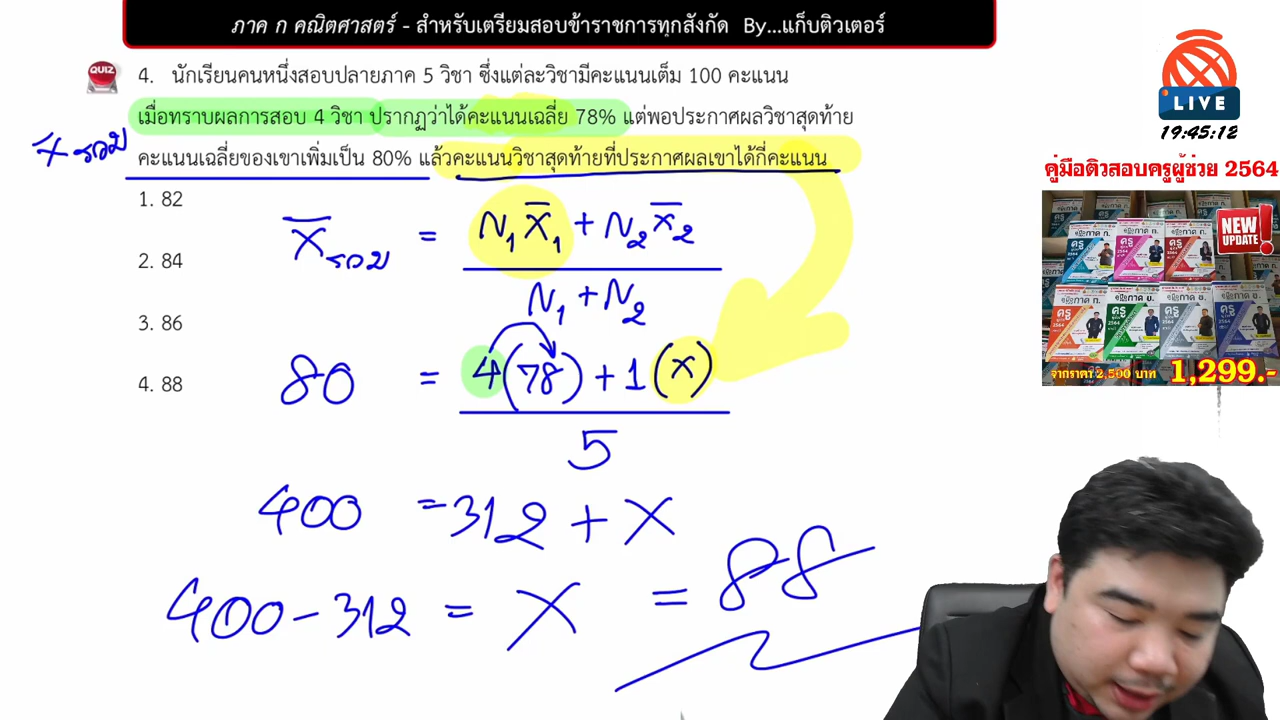 ภาค ก คณิตศาสตร์ - สำหรับเตรียมสอบข้าราชการทุกสังกัด By...แก็บติวเตอร์
QUIZ
4. นักเรียนคนหนึ่งสอบปลายภาค 5 วิชา ซึ่งแต่ละวิชามีคะแนนเต็ม 100 คะแนน
เมื่อทราบผลการสอบ 4 วิชา ปรากฏว่าได้คะแนนเฉลี่ย 78% แต่พอประกาศผลวิชาสุดท้าย
คะแนนเฉลี่ยของเขาเพิ่มเป็น 80% แล้วคะแนนวิชาสุดท้ายที่ประกาศผลเขาได้กี่คะแนน
x̄ รวม
1. 82
2. 84
3. 86
4. 88
X̄รวม = N₁X̄₁ + N₂X̄₂
N₁ + N₂
80 = 4(78) + 1(x)
5
400 = 312 + X
400 - 312 = X = 88
LIVE
19:45:12
คู่มือติวสอบครูผู้ช่วย 2564
NEW
UPDATE!
จากราคา 2,500 บาท 1,299.-